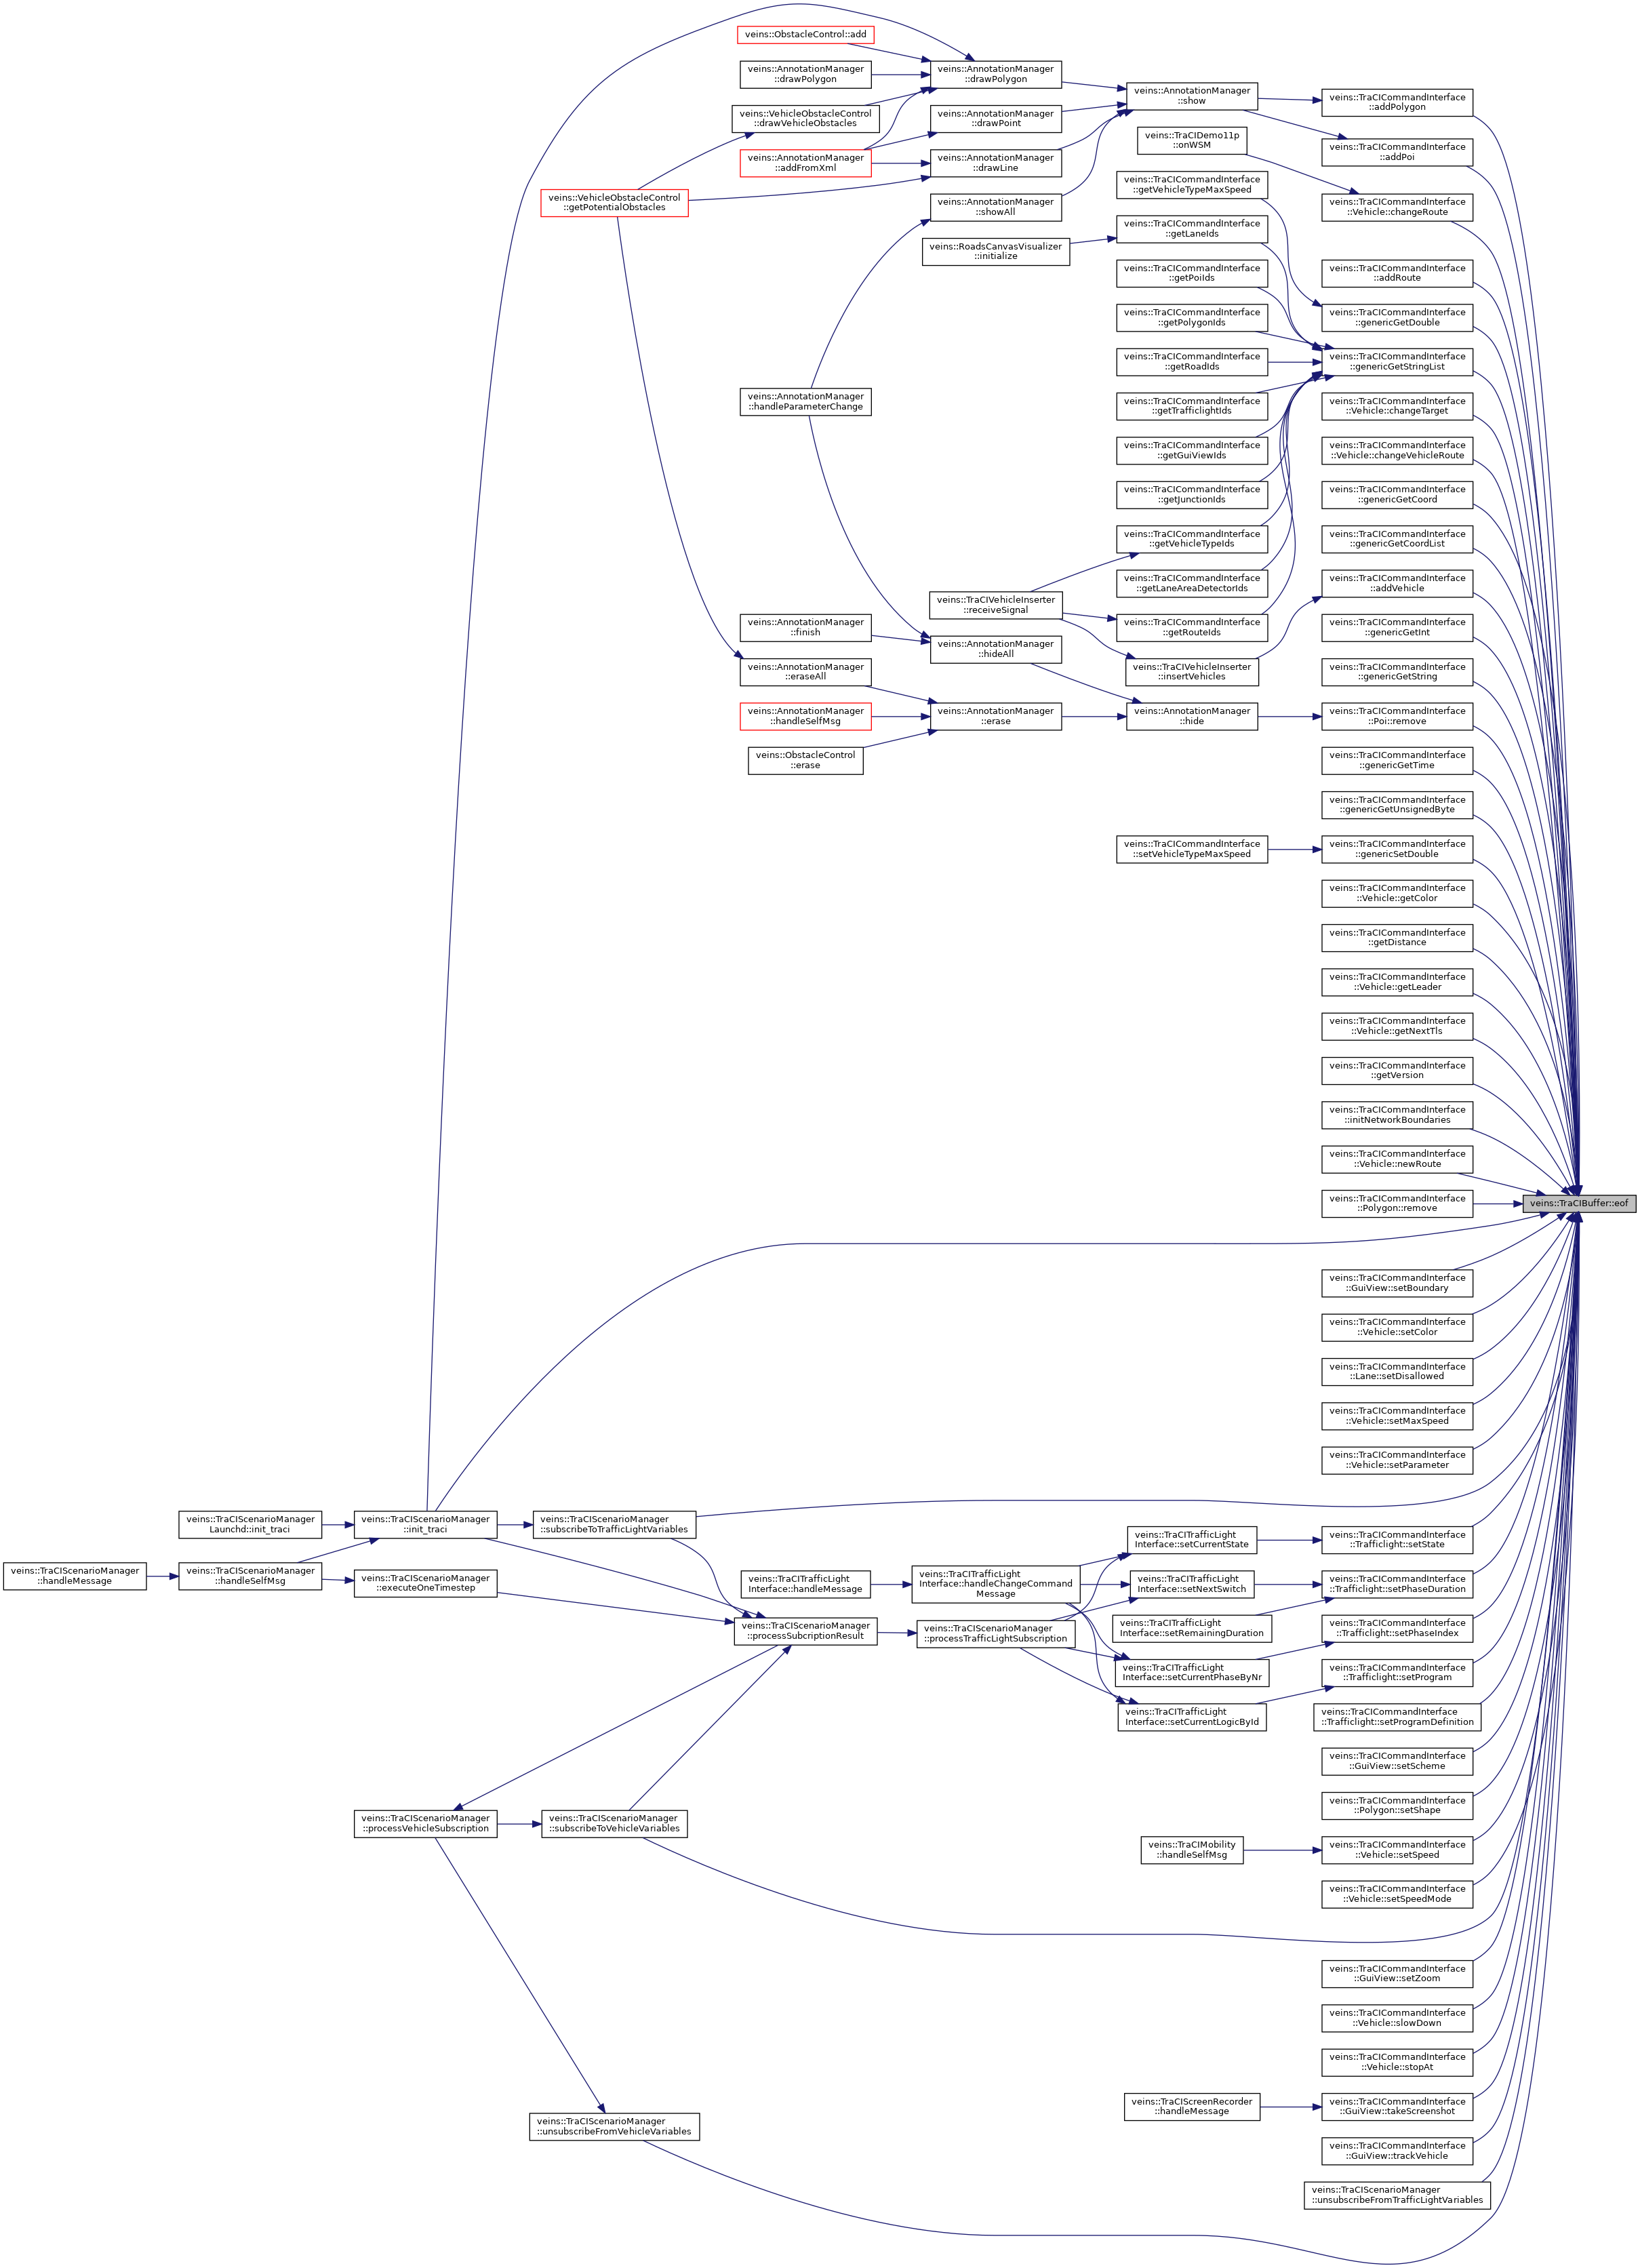 veins::ObstacleControl::add
veins::AnnotationManager
::drawPolygon
veins::VehicleObstacleControl
::drawVehicleObstacles
veins::AnnotationManager
::addFromXml
veins::VehicleObstacleControl
::getPotentialObstacles
veins::AnnotationManager
::handleParameterChange
veins::AnnotationManager
::finish
veins::AnnotationManager
::eraseAll
veins::AnnotationManager
::handleSelfMsg
veins::ObstacleControl
::erase
veins::AnnotationManager
::drawPolygon
veins::AnnotationManager
::drawPoint
veins::AnnotationManager
::drawLine
veins::AnnotationManager
::showAll
veins::RoadsCanvasVisualizer
::initialize
veins::TraCIVehicleInserter
::receiveSignal
veins::AnnotationManager
::hideAll
veins::AnnotationManager
::erase
veins::AnnotationManager
::show
veins::TraCIDemo11p
::onWSM
veins::TraCICommandInterface
::getVehicleTypeMaxSpeed
veins::TraCICommandInterface
::getLaneIds
veins::TraCICommandInterface
::getPoiIds
veins::TraCICommandInterface
::getPolygonIds
veins::TraCICommandInterface
::getRoadIds
veins::TraCICommandInterface
::getTrafficlightIds
veins::TraCICommandInterface
::getGuiViewIds
veins::TraCICommandInterface
::getJunctionIds
veins::TraCICommandInterface
::getVehicleTypeIds
veins::TraCICommandInterface
::getLaneAreaDetectorIds
veins::TraCICommandInterface
::getRouteIds
veins::TraCIVehicleInserter
::insertVehicles
veins::AnnotationManager
::hide
veins::TraCICommandInterface
::setVehicleTypeMaxSpeed
veins::TraCICommandInterface
::addPolygon
veins::TraCICommandInterface
::addPoi
veins::TraCICommandInterface
::Vehicle::changeRoute
veins::TraCICommandInterface
::addRoute
veins::TraCICommandInterface
::genericGetDouble
veins::TraCICommandInterface
::genericGetStringList
veins::TraCICommandInterface
::Vehicle::changeTarget
veins::TraCICommandInterface
::Vehicle::changeVehicleRoute
veins::TraCICommandInterface
::genericGetCoord
veins::TraCICommandInterface
::genericGetCoordList
veins::TraCICommandInterface
::addVehicle
veins::TraCICommandInterface
::genericGetInt
veins::TraCICommandInterface
::genericGetString
veins::TraCICommandInterface
::Poi::remove
veins::TraCICommandInterface
::genericGetTime
veins::TraCICommandInterface
::genericGetUnsignedByte
veins::TraCICommandInterface
::genericSetDouble
veins::TraCICommandInterface
::Vehicle::getColor
veins::TraCICommandInterface
::getDistance
veins::TraCICommandInterface
::Vehicle::getLeader
veins::TraCICommandInterface
::Vehicle::getNextTls
veins::TraCICommandInterface
::getVersion
veins::TraCICommandInterface
::initNetworkBoundaries
veins::TraCICommandInterface
::Vehicle::newRoute
veins::TraCICommandInterface
::Polygon::remove
veins::TraCIBuffer::eof
veins::TraCICommandInterface
::GuiView::setBoundary
veins::TraCICommandInterface
::Vehicle::setColor
veins::TraCICommandInterface
::Lane::setDisallowed
veins::TraCICommandInterface
::Vehicle::setMaxSpeed
veins::TraCICommandInterface
::Vehicle::setParameter
veins::TraCIScenarioManager
Launchd::init_traci
veins::TraCIScenarioManager
::init_traci
veins::TraCIScenarioManager
::subscribeToTrafficLightVariables
veins::TraCIScenarioManager
::handleMessage
veins::TraCIScenarioManager
::handleSelfMsg
veins::TraCIScenarioManager
::executeOneTimestep
veins::TraCITrafficLight
Interface::handleMessage
veins::TraCIScenarioManager
::processSubcriptionResult
veins::TraCITrafficLight
Interface::handleChangeCommand
Message
veins::TraCIScenarioManager
::processTrafficLightSubscription
veins::TraCITrafficLight
Interface::setCurrentState
veins::TraCITrafficLight
Interface::setNextSwitch
veins::TraCITrafficLight
Interface::setRemainingDuration
veins::TraCITrafficLight
Interface::setCurrentPhaseByNr
veins::TraCITrafficLight
Interface::setCurrentLogicById
veins::TraCICommandInterface
::Trafficlight::setState
veins::TraCICommandInterface
::Trafficlight::setPhaseDuration
veins::TraCICommandInterface
::Trafficlight::setPhaseIndex
veins::TraCICommandInterface
::Trafficlight::setProgram
veins::TraCICommandInterface
::Trafficlight::setProgramDefinition
veins::TraCICommandInterface
::GuiView::setScheme
veins::TraCICommandInterface
::Polygon::setShape
veins::TraCIScenarioManager
::processVehicleSubscription
veins::TraCIScenarioManager
::subscribeToVehicleVariables
veins::TraCIMobility
::handleSelfMsg
veins::TraCICommandInterface
::Vehicle::setSpeed
veins::TraCICommandInterface
::Vehicle::setSpeedMode
veins::TraCICommandInterface
::GuiView::setZoom
veins::TraCICommandInterface
::Vehicle::slowDown
veins::TraCICommandInterface
::Vehicle::stopAt
veins::TraCIScreenRecorder
::handleMessage
veins::TraCICommandInterface
::GuiView::takeScreenshot
veins::TraCIScenarioManager
::unsubscribeFromVehicleVariables
veins::TraCICommandInterface
::GuiView::trackVehicle
veins::TraCIScenarioManager
::unsubscribeFromTrafficLightVariables